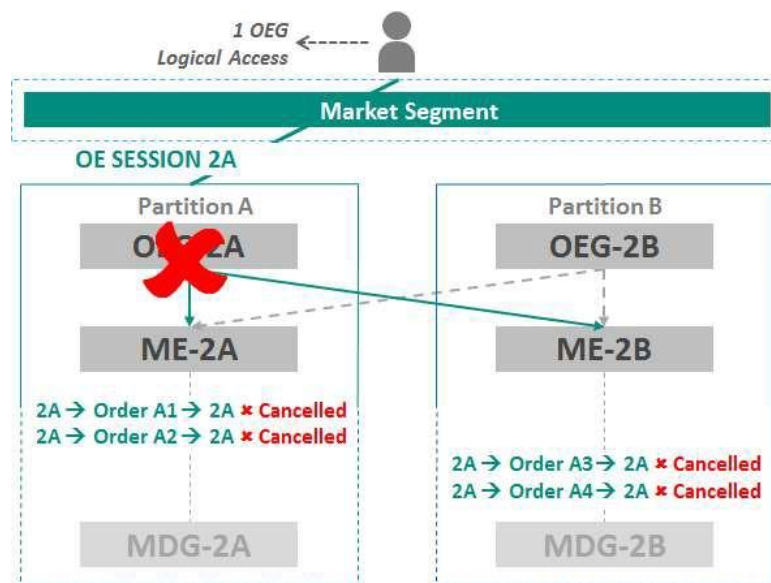 1 OEG
Logical Access
Market Segment
OE SESSION 2A
Partition A
Partition B
OEG-2A
OEG-2B
ME-2A
ME-2B
2A → Order A1 → 2A ✖ Cancelled
2A → Order A2 → 2A ✖ Cancelled
2A → Order A3 → 2A ✖ Cancelled
2A → Order A4 → 2A ✖ Cancelled
MDG-2A
MDG-2B